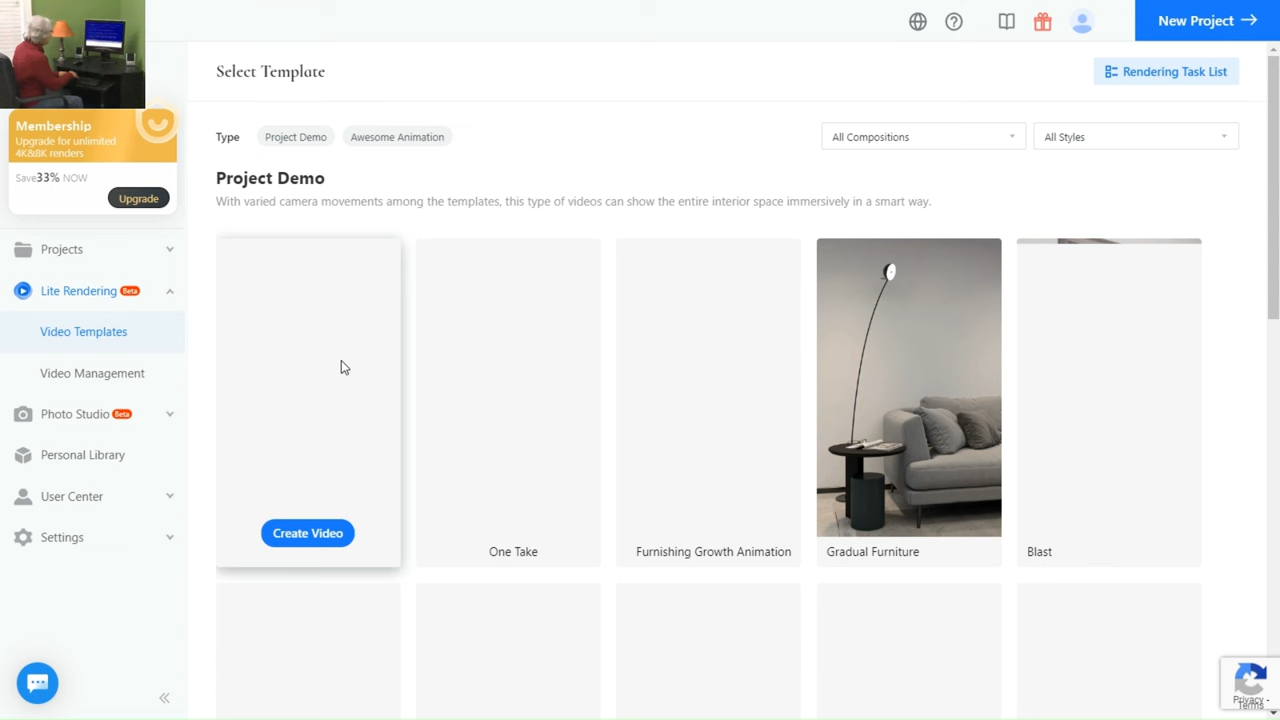 New Project
Select Template
Rendering Task List
Membership
Upgrade for unlimited
4K&8K renders
Save33% NOW
Upgrade
Type
Project Demo
Awesome Animation
All Compositions
All Styles
Project Demo
With varied camera movements among the templates, this type of videos can show the entire interior space immersively in a smart way.
Projects
Lite Rendering Beta
Video Templates
Video Management
Photo Studio Beta
Personal Library
User Center
Settings
Create Video
One Take
Furnishing Growth Animation
Gradual Furniture
Blast
Privacy -
Terms